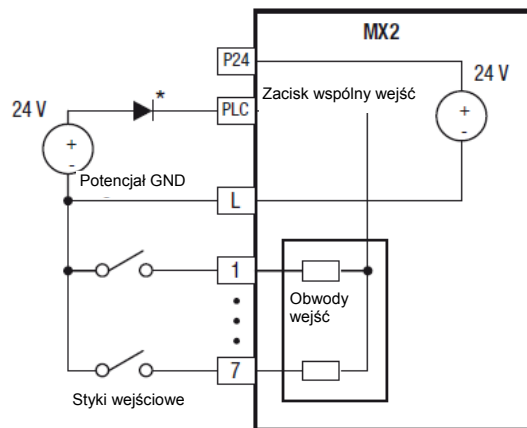 MX2
P24
24 V
24 V
*
PLC
Zacisk wspólny wejść
+
-
+
-
Potencjał GND
L
1
Obwody
wejść
7
Styki wejściowe